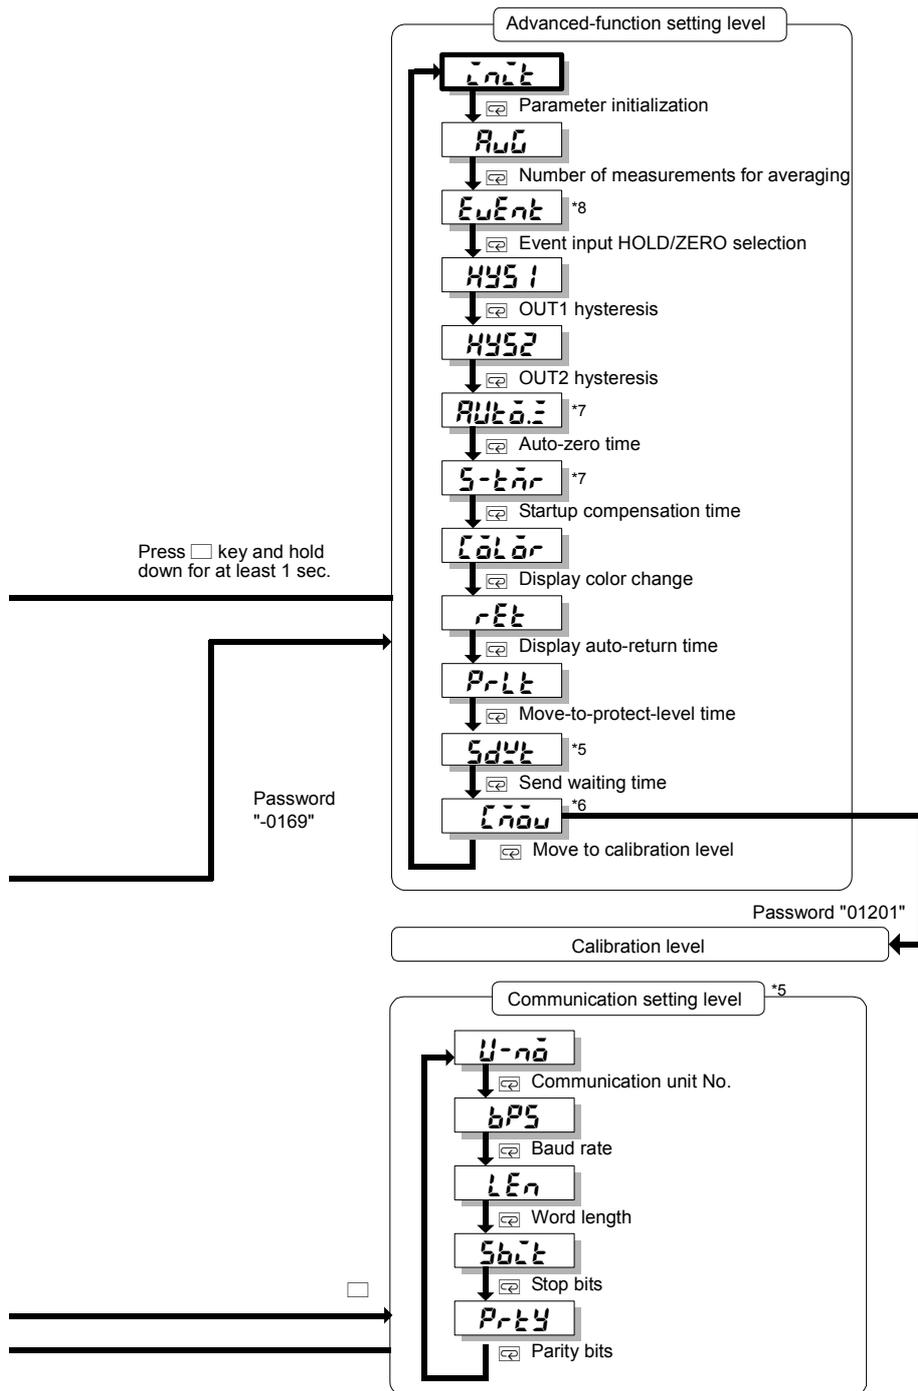 Advanced-function setting level
init
Parameter initialization
AvG
Number of measurements for averaging
EvEnt *8
Event input HOLD/ZERO selection
HYS1
OUT1 hysteresis
HYS2
OUT2 hysteresis
AUto.Z *7
Auto-zero time
S-tmr *7
Startup compensation time
Color
Display color change
rEt
Display auto-return time
PrLt
Move-to-protect-level time
SdWt *5
Send waiting time
Cmov *6
Move to calibration level
Press key and hold
down for at least 1 sec.
Password
"-0169"
Password "01201"
Calibration level
Communication setting level *5
U-no
Communication unit No.
bPS
Baud rate
LEn
Word length
Sbit
Stop bits
PrtY
Parity bits